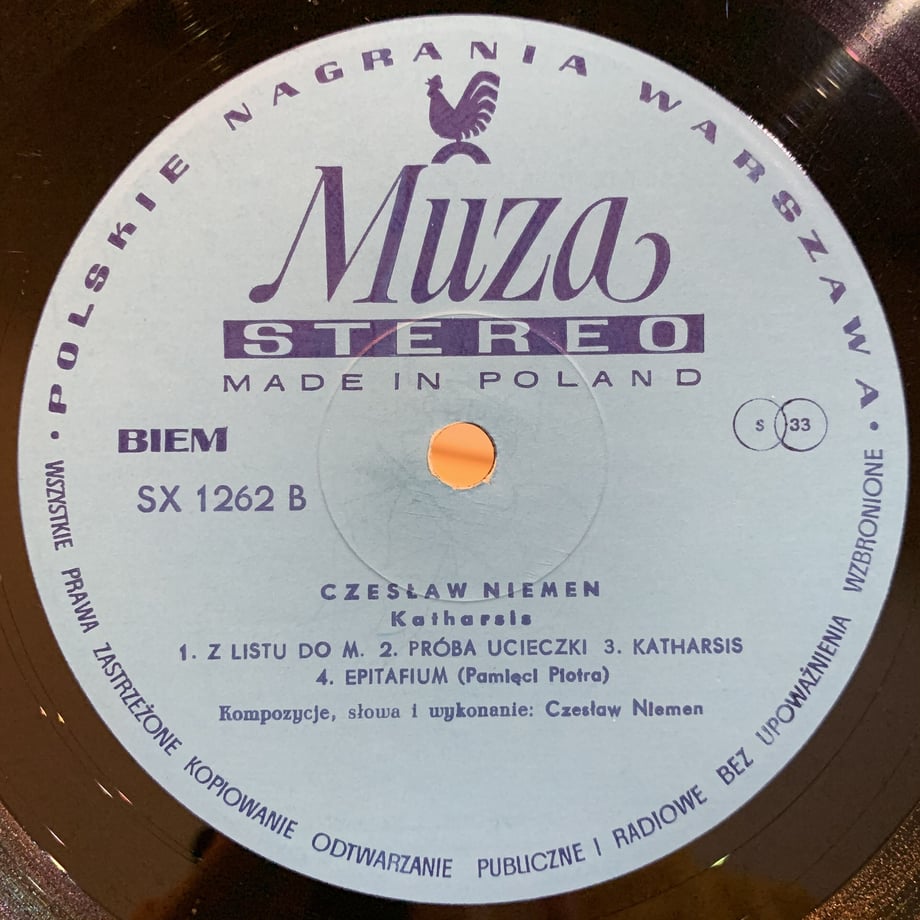 • POLSKIE NAGRANIA WARSZAWA •
Muza
STEREO
MADE IN POLAND
BIEM
S 33
SX 1262 B
CZESŁAW NIEMEN
Katharsis
1. Z LISTU DO M. 2. PRÓBA UCIECZKI 3. KATHARSIS
4. EPITAFIUM (Pamięci Piotra)
Kompozycje, słowa i wykonanie: Czesław Niemen
WSZYSTKIE PRAWA ZASTRZEŻONE KOPIOWANIE ODTWARZANIE PUBLICZNE I RADIOWE BEZ UPOWAŻNIENIA WZBRONIONE